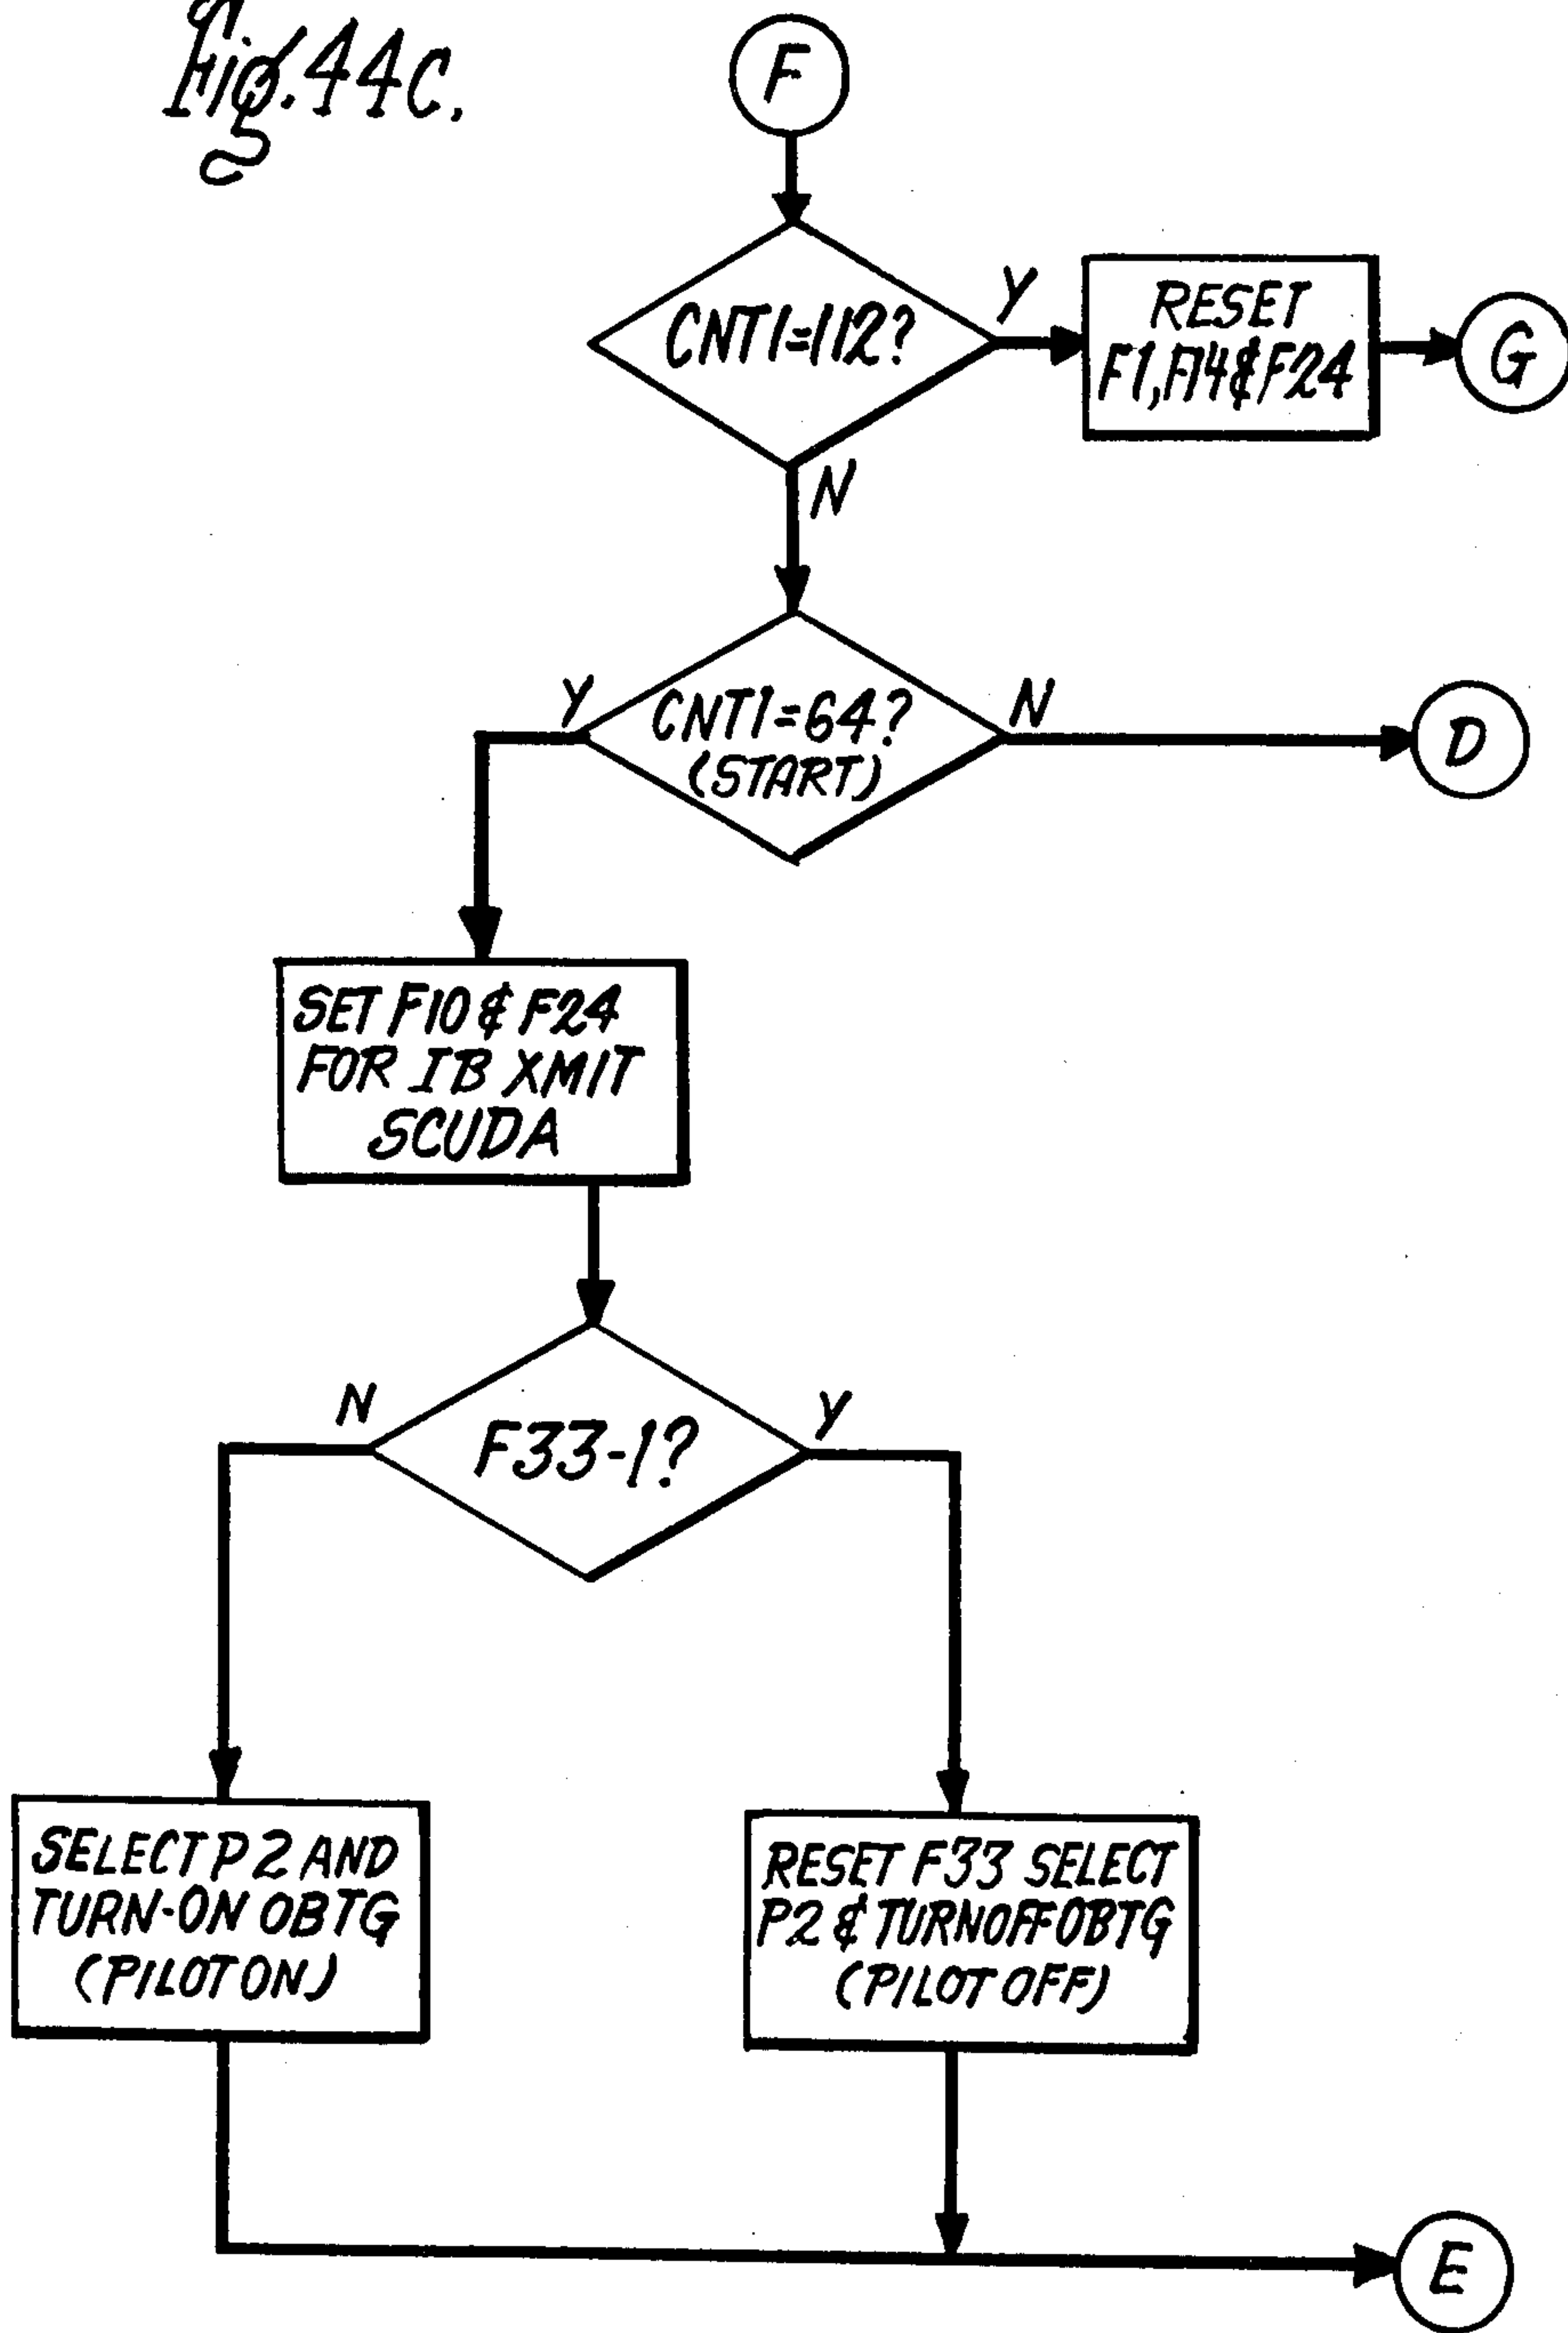 Fig. 44C.
F
CNT1=112?
Y
RESET
F1, F14 & F24
G
N
CNT1=64?
(START)
Y
N
D
SET F10 & F24
FOR IB XMIT
SCUDA
F33-1?
N
Y
SELECT P2 AND
TURN-ON OBTG
(PILOT ON)
RESET F33 SELECT
P2 & TURNOFF OBTG
(PILOT OFF)
E